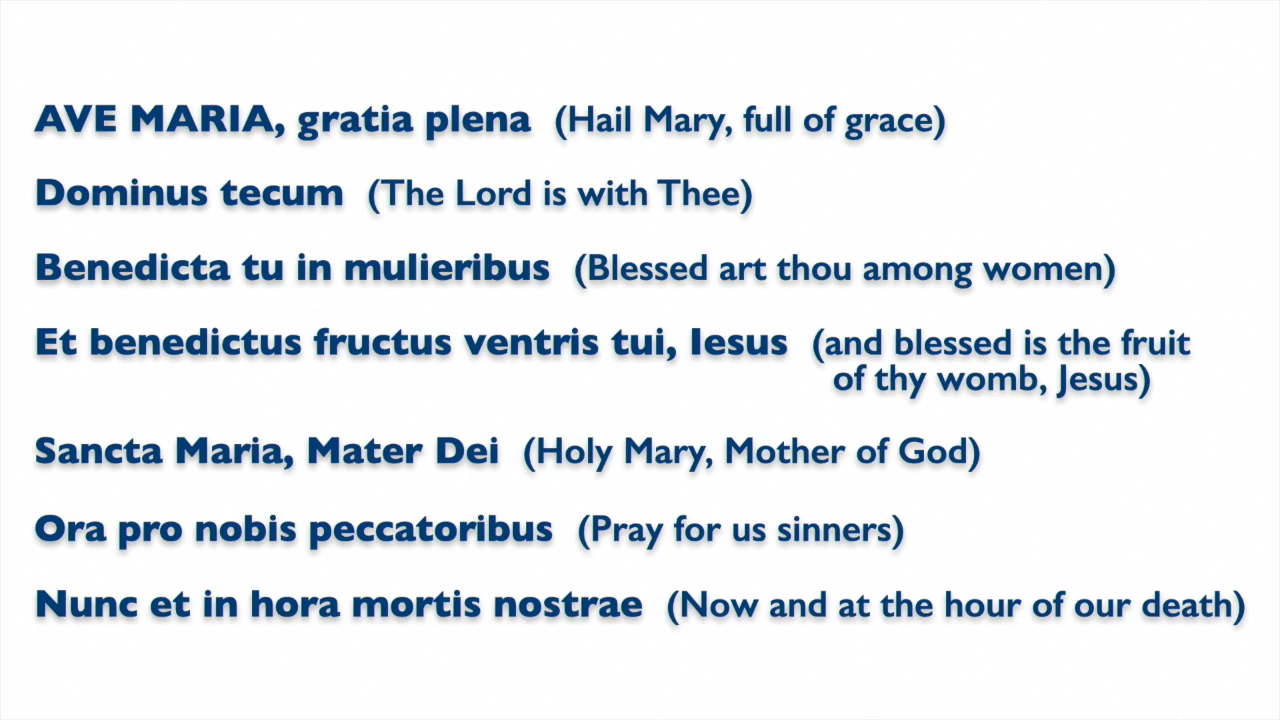 AVE MARIA, gratia plena (Hail Mary, full of grace)
Dominus tecum (The Lord is with Thee)
Benedicta tu in mulieribus (Blessed art thou among women)
Et benedictus fructus ventris tui, Iesus (and blessed is the fruit
of thy womb, Jesus)
Sancta Maria, Mater Dei (Holy Mary, Mother of God)
Ora pro nobis peccatoribus (Pray for us sinners)
Nunc et in hora mortis nostrae (Now and at the hour of our death)